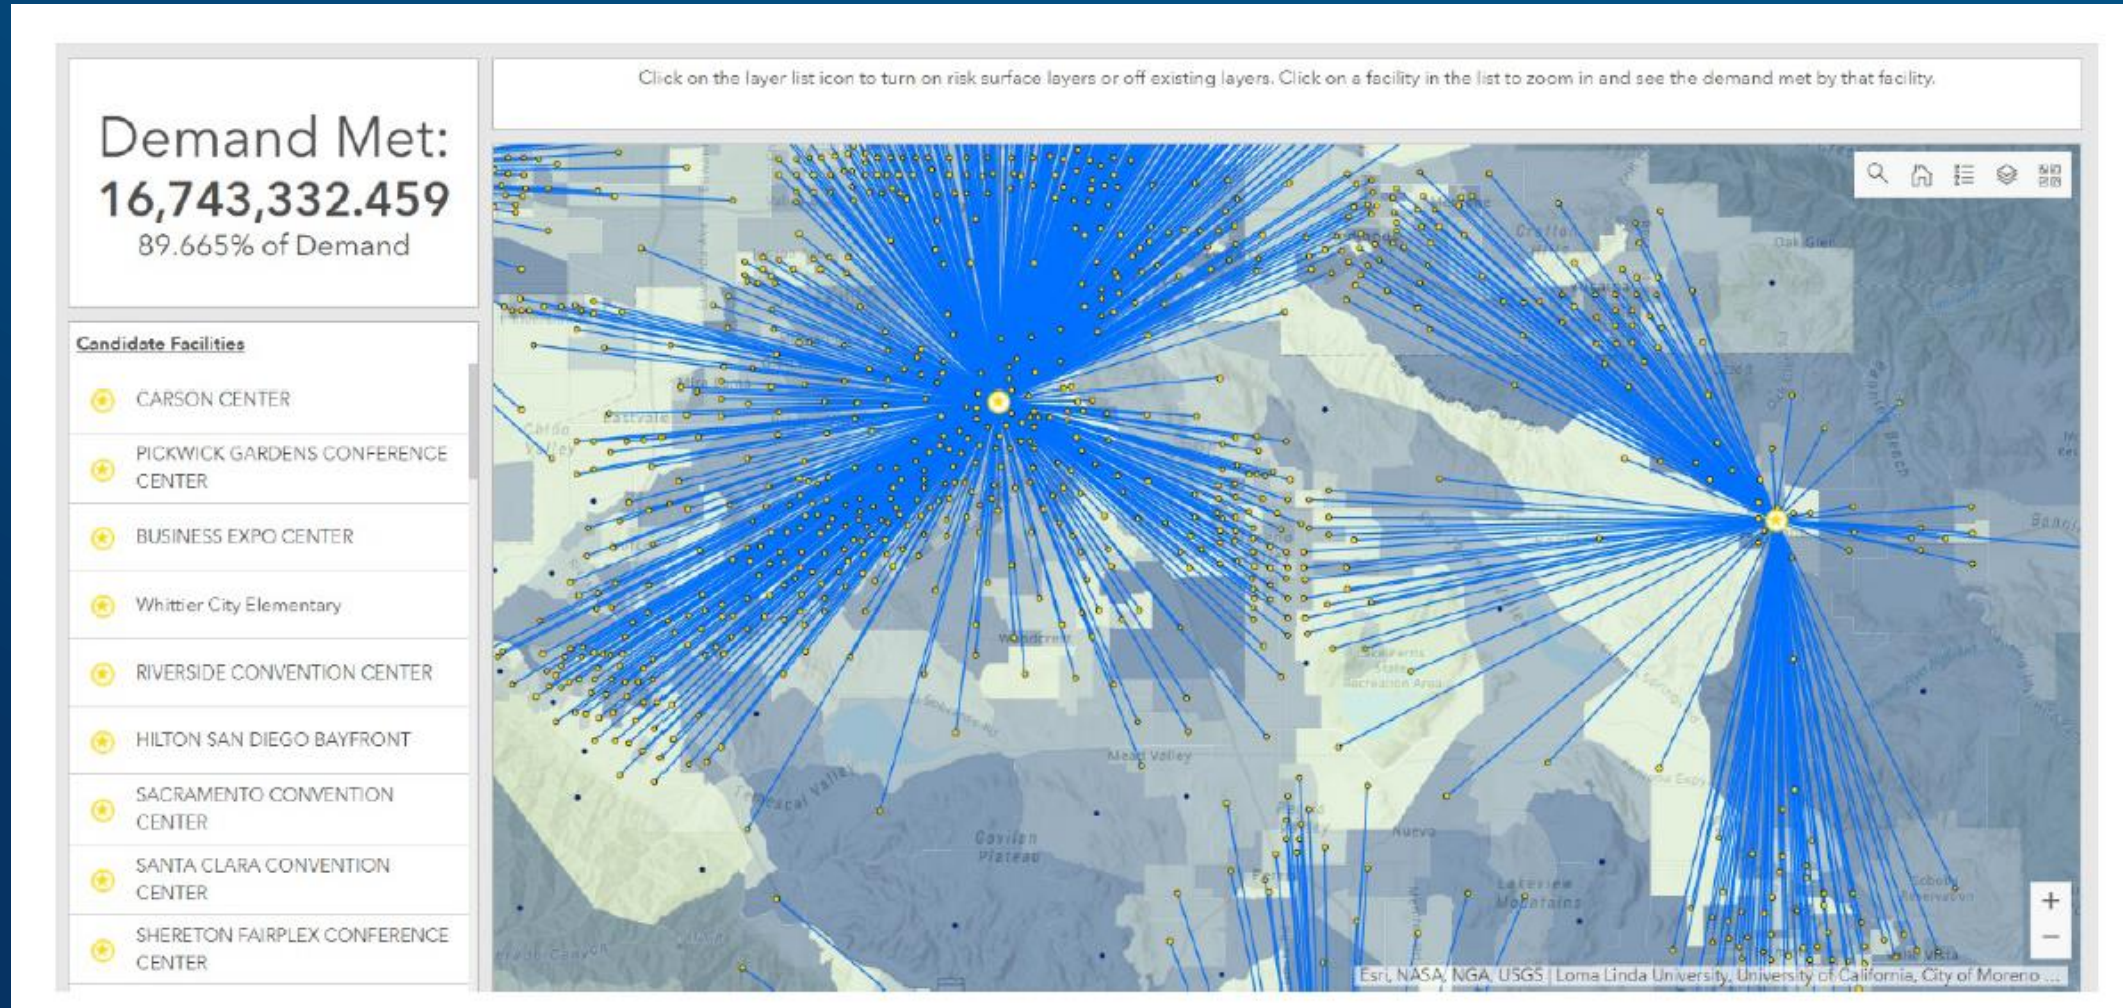 Click on the layer list icon to turn on risk surface layers or off existing layers. Click on a facility in the list to zoom in and see the demand met by that facility.
Demand Met:
16,743,332.459
89.665% of Demand
Candidate Facilities
CARSON CENTER
PICKWICK GARDENS CONFERENCE
CENTER
BUSINESS EXPO CENTER
Whittier City Elementary
RIVERSIDE CONVENTION CENTER
HILTON SAN DIEGO BAYFRONT
SACRAMENTO CONVENTION
CENTER
SANTA CLARA CONVENTION
CENTER
SHERETON FAIRPLEX CONFERENCE
CENTER
Oak Glen
Eastvale
Chino
Valley
Woodcrest
Mead Valley
Temescal Valley
Gavilan
Plateau
Nuevo
Lakeview
Mountains
+
−
Esri, NASA, NGA, USGS | Loma Linda University, University of California, City of Moreno ...